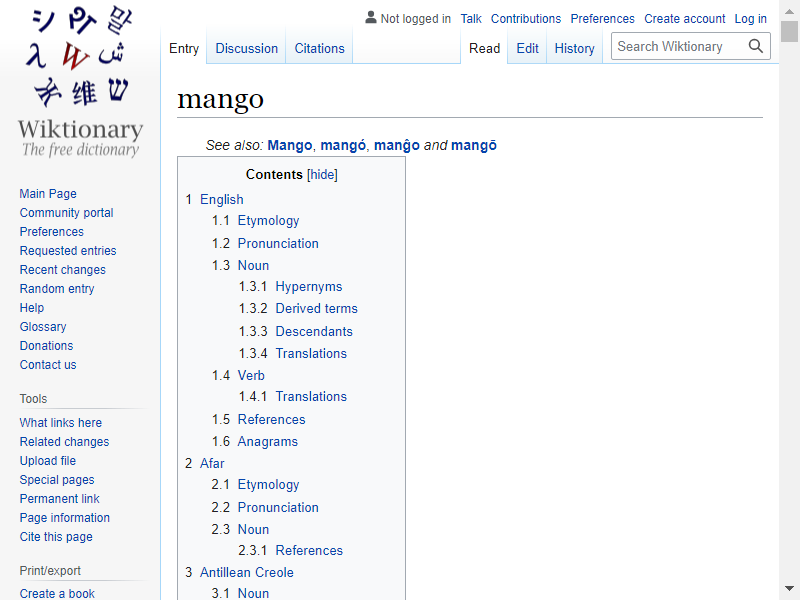 Not logged in Talk Contributions Preferences Create account Log in
Entry Discussion Citations Read Edit History Search Wiktionary
シ 말
λ W ش
维 ש
Wiktionary
The free dictionary
Main Page
Community portal
Preferences
Requested entries
Recent changes
Random entry
Help
Glossary
Donations
Contact us
Tools
What links here
Related changes
Upload file
Special pages
Permanent link
Page information
Cite this page
Print/export
Create a book
mango
See also: Mango, mangó, manĝo and mangō
Contents [hide]
1 English
1.1 Etymology
1.2 Pronunciation
1.3 Noun
1.3.1 Hypernyms
1.3.2 Derived terms
1.3.3 Descendants
1.3.4 Translations
1.4 Verb
1.4.1 Translations
1.5 References
1.6 Anagrams
2 Afar
2.1 Etymology
2.2 Pronunciation
2.3 Noun
2.3.1 References
3 Antillean Creole
3.1 Noun